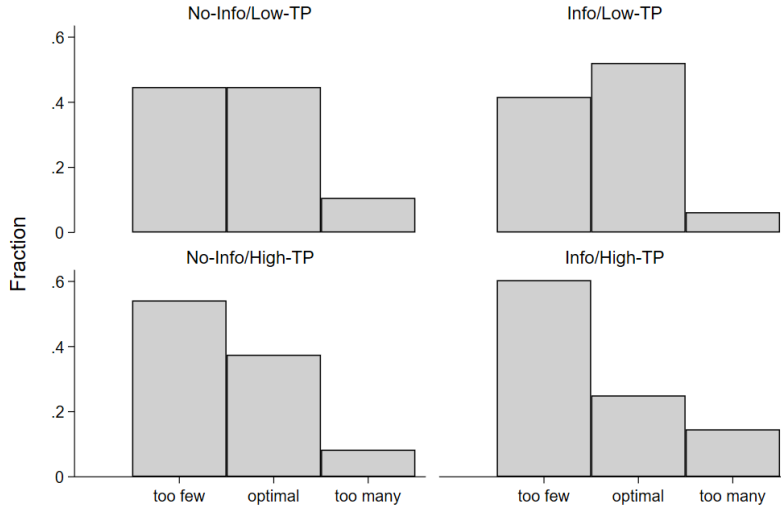 No-Info/Low-TP
Info/Low-TP
.6
.4
.2
0
No-Info/High-TP
Info/High-TP
.6
.4
.2
0
Fraction
too few
optimal
too many
too few
optimal
too many